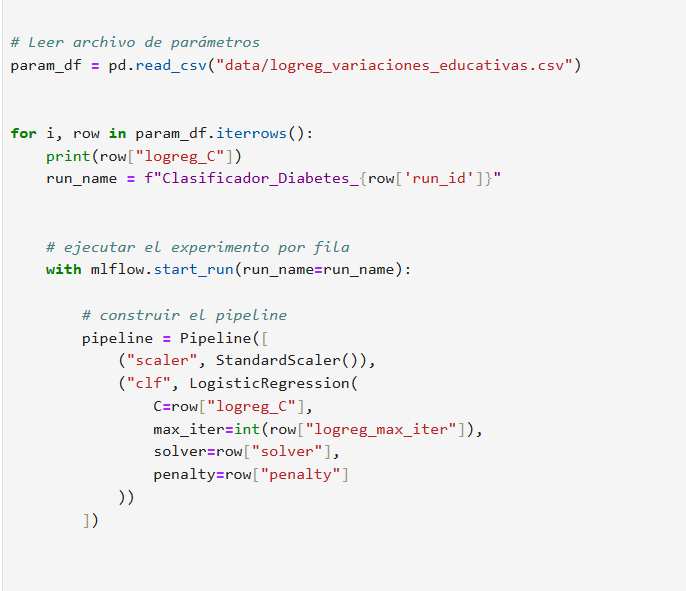 # Leer archivo de parámetros
param_df = pd.read_csv("data/logreg_variaciones_educativas.csv")
for i, row in param_df.iterrows():
    print(row["logreg_C"])
    run_name = f"Clasificador_Diabetes_{row['run_id']}"
    # ejecutar el experimento por fila
    with mlflow.start_run(run_name=run_name):
        # construir el pipeline
        pipeline = Pipeline([
            ("scaler", StandardScaler()),
            ("clf", LogisticRegression(
                C=row["logreg_C"],
                max_iter=int(row["logreg_max_iter"]),
                solver=row["solver"],
                penalty=row["penalty"]
            ))
        ])